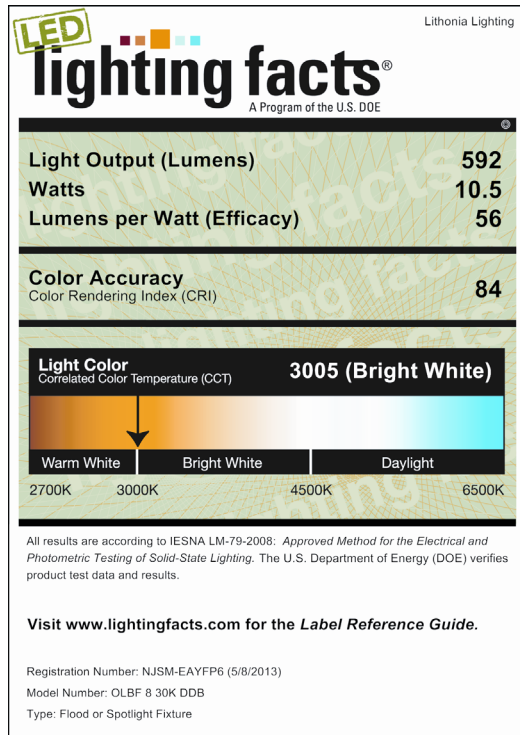 Lithonia Lighting
LED
lighting facts®
A Program of the U.S. DOE
Light Output (Lumens) 592
Watts 10.5
Lumens per Watt (Efficacy) 56
Color Accuracy
Color Rendering Index (CRI) 84
Light Color
Correlated Color Temperature (CCT) 3005 (Bright White)
Warm White Bright White Daylight
2700K 3000K 4500K 6500K
All results are according to IESNA LM-79-2008: Approved Method for the Electrical and
Photometric Testing of Solid-State Lighting. The U.S. Department of Energy (DOE) verifies
product test data and results.
Visit www.lightingfacts.com for the Label Reference Guide.
Registration Number: NJSM-EAYFP6 (5/8/2013)
Model Number: OLBF 8 30K DDB
Type: Flood or Spotlight Fixture